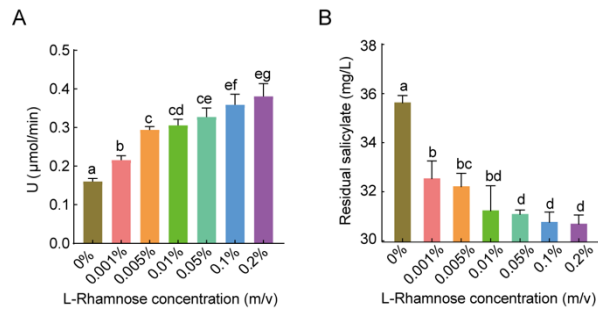 A
U (μmol/min)
0.5
0.4
0.3
0.2
0.1
0.0
a
b
c
cd
ce
ef
eg
0%
0.001%
0.005%
0.01%
0.05%
0.1%
0.2%
L-Rhamnose concentration (m/v)
B
Residual salicylate (mg/L)
38
36
34
32
30
a
b
bc
bd
d
d
d
0%
0.001%
0.005%
0.01%
0.05%
0.1%
0.2%
L-Rhamnose concentration (m/v)